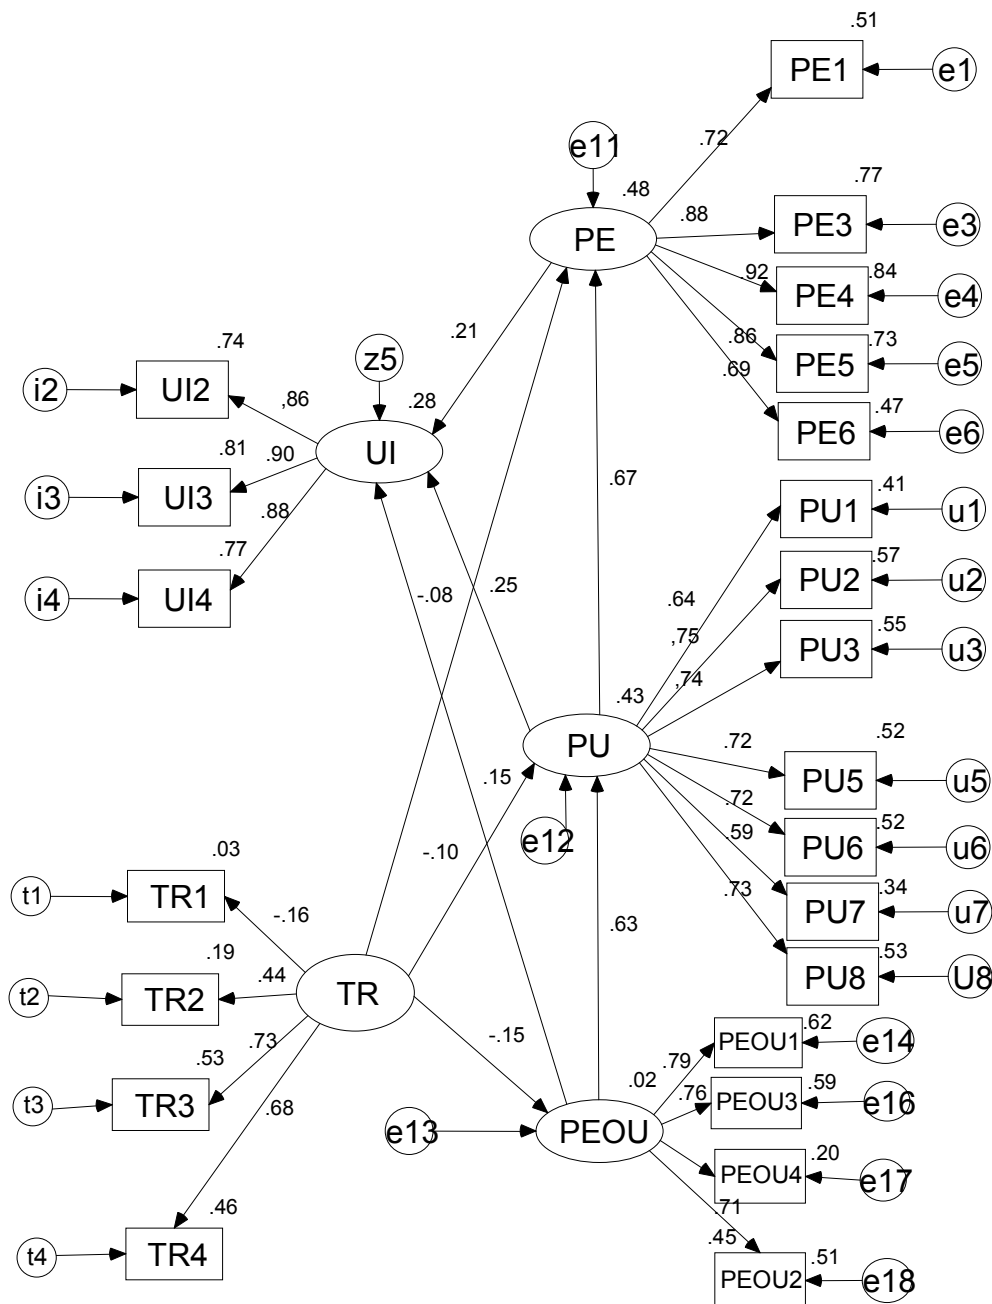 .51
PE1
e1
.72
e11
.48
.77
.88
PE
PE3
e3
.92
.84
PE4
e4
.21
.74
z5
.86
.73
PE5
e5
.69
i2
UI2
,86
.28
.47
PE6
e6
.81
.90
UI
i3
UI3
.67
.41
PU1
u1
.88
.77
.57
PU2
u2
i4
UI4
-.08
.25
.64
,75
.55
PU3
u3
,74
.43
.72
.52
PU
PU5
u5
.15
.72
.52
.59
PU6
u6
e12
.03
-.10
.73
.34
t1
TR1
PU7
u7
-.16
.63
.19
.44
.53
PU8
U8
t2
TR2
TR
.62
-.15
PEOU1
e14
.53
.73
.79
.02
.76
.59
PEOU3
e16
t3
TR3
.68
e13
PEOU
.20
PEOU4
e17
.46
.71
.45
.51
t4
TR4
PEOU2
e18